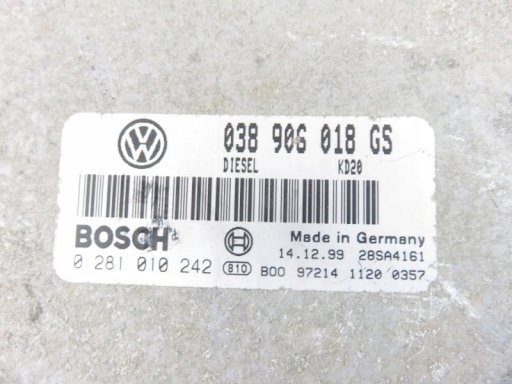 VW
038 906 018 GS
DIESEL KD20
BOSCH
Made in Germany
14.12.99 28SA4161
0 281 010 242 810 B00 97214 1120 0357